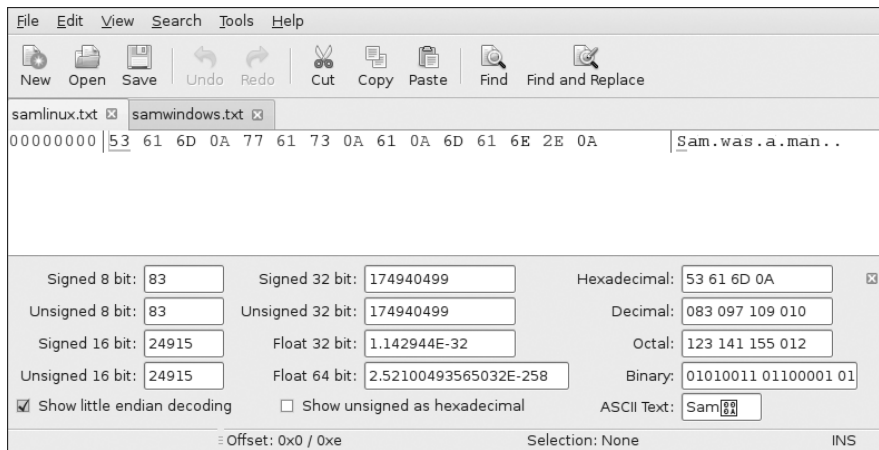 File Edit View Search Tools Help
New Open Save Undo Redo Cut Copy Paste Find Find and Replace
samlinux.txt samwindows.txt
00000000 53 61 6D 0A 77 61 73 0A 61 0A 6D 61 6E 2E 0A Sam.was.a.man..
Signed 8 bit: 83 Signed 32 bit: 174940499 Hexadecimal: 53 61 6D 0A
Unsigned 8 bit: 83 Unsigned 32 bit: 174940499 Decimal: 083 097 109 010
Signed 16 bit: 24915 Float 32 bit: 1.142944E-32 Octal: 123 141 155 012
Unsigned 16 bit: 24915 Float 64 bit: 2.52100493565032E-258 Binary: 01010011 01100001 01
Show little endian decoding Show unsigned as hexadecimal ASCII Text: Sam
Offset: 0x0 / 0xe Selection: None INS